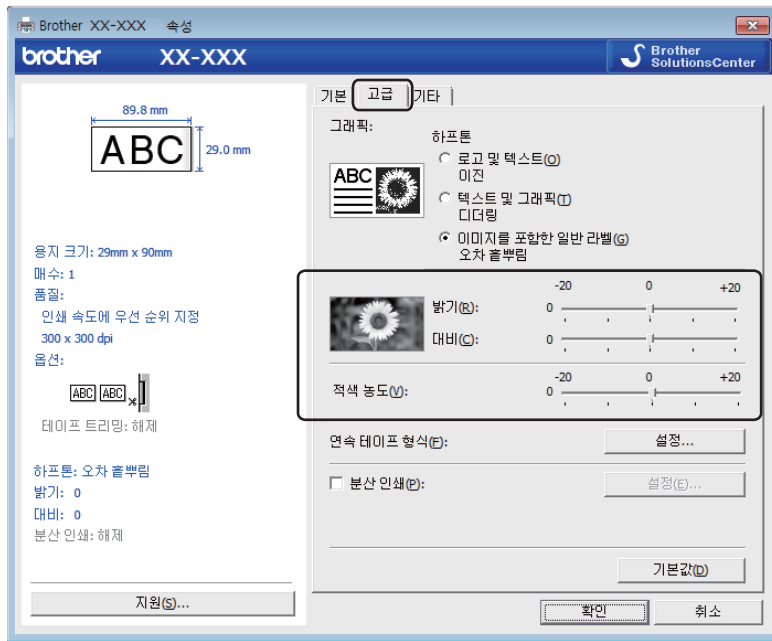 Brother XX-XXX 속성
brother XX-XXX
Brother
SolutionsCenter
89.8 mm
ABC
29.0 mm
용지 크기: 29mm x 90mm
매수: 1
품질:
인쇄 속도에 우선 순위 지정
300 x 300 dpi
옵션:
ABC ABC
테이프 트리밍: 해제
하프톤: 오차 흩뿌림
밝기: 0
대비: 0
분산 인쇄: 해제
지원(S)...
기본 고급 기타
그래픽:
ABC
하프톤
로고 및 텍스트(O)
이진
텍스트 및 그래픽(T)
디더링
이미지를 포함한 일반 라벨(G)
오차 흩뿌림
-20 0 +20
밝기(R): 0
대비(C): 0
-20 0 +20
적색 농도(V): 0
연속 테이프 형식(F): 설정...
분산 인쇄(P): 설정(E)...
기본값(D)
확인 취소